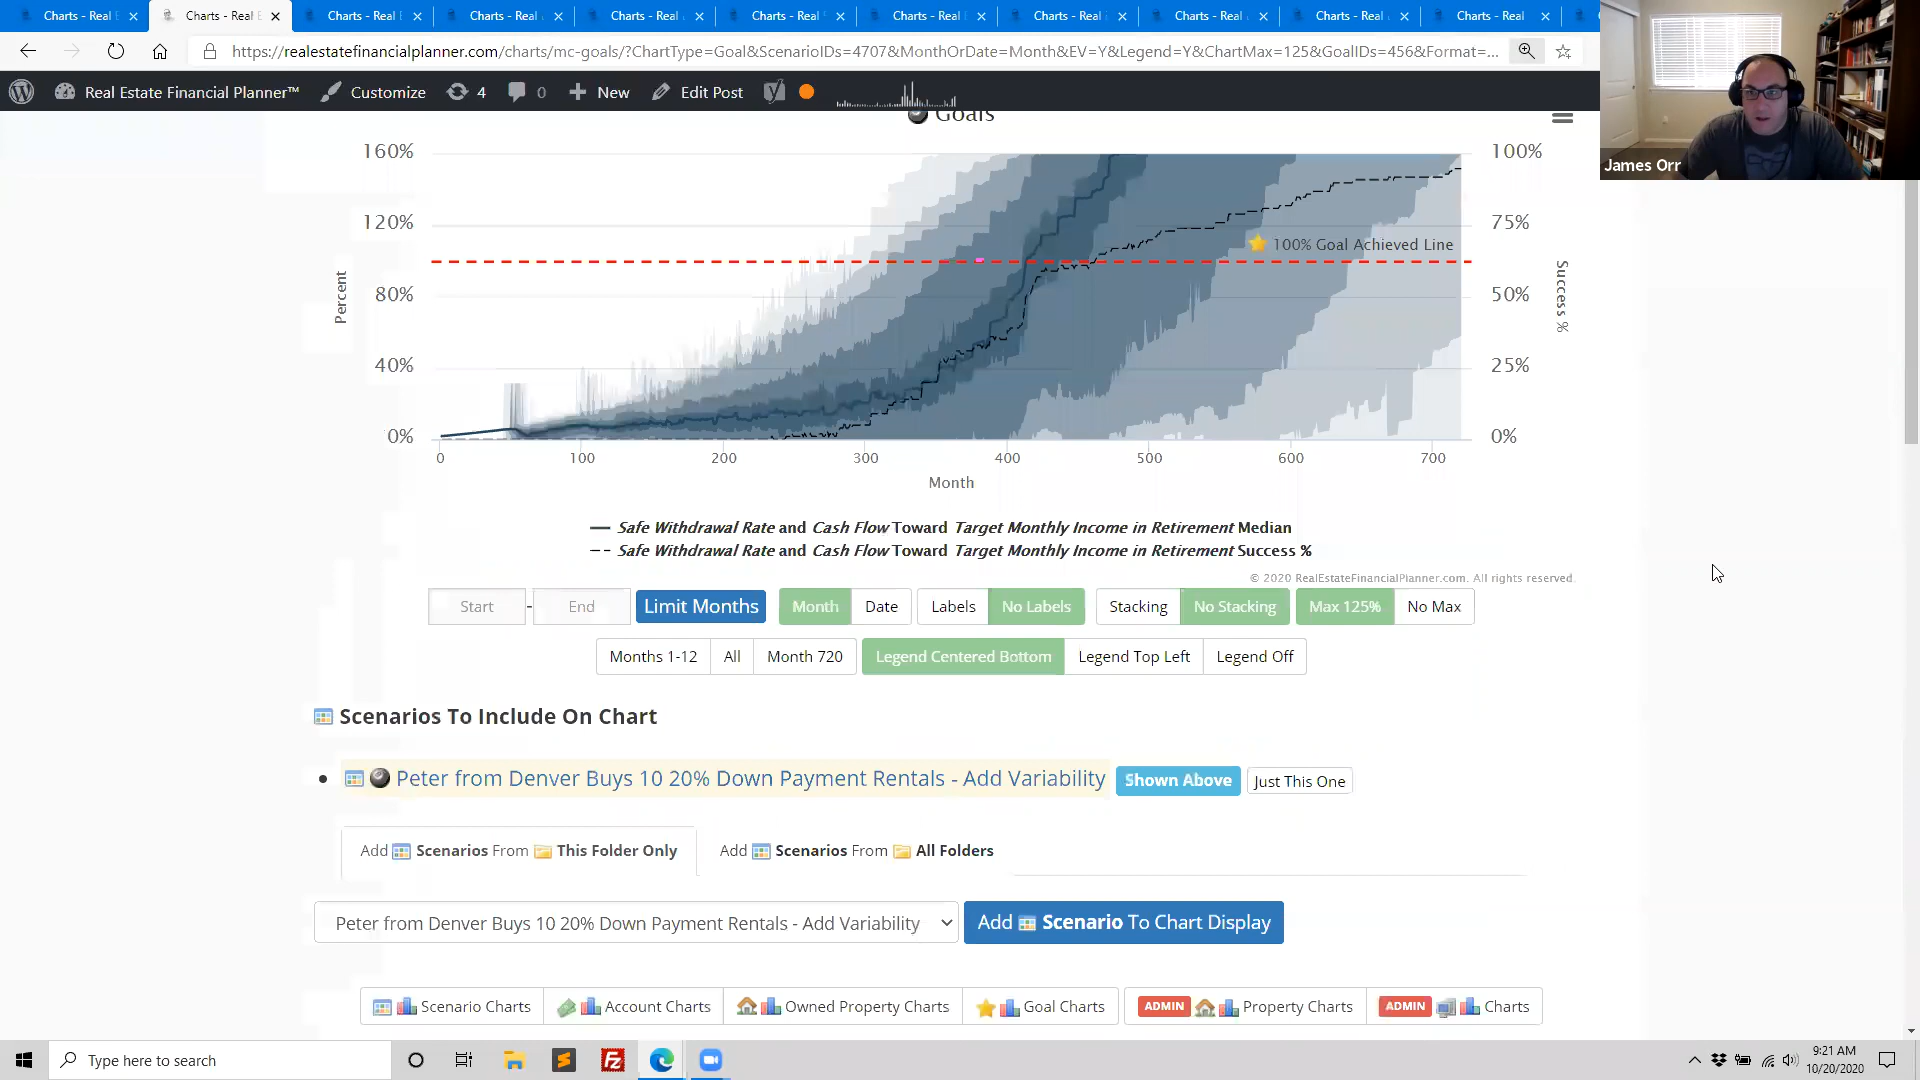 Charts - Real E
Charts - Real E
Charts - Real E
Charts - Real
Charts - Real
Charts - Real
Charts - Real
Charts - Real
Charts - Real
Charts - Real
Charts - Real
https://realestatefinancialplanner.com/charts/mc-goals/?ChartType=Goal&ScenarioIDs=4707&MonthOrDate=Month&EV=Y&Legend=Y&ChartMax=125&GoalIDs=456&Format=...
Real Estate Financial Planner™ Customize 4 0 New Edit Post
James Orr
Goals
160% 100%
120% 75%
100% Goal Achieved Line
80% 50%
40% 25%
0% 0%
Percent
Success %
0 100 200 300 400 500 600 700
Month
Safe Withdrawal Rate and Cash Flow Toward Target Monthly Income in Retirement Median
Safe Withdrawal Rate and Cash Flow Toward Target Monthly Income in Retirement Success %
© 2020 RealEstateFinancialPlanner.com. All rights reserved.
Start - End Limit Months Month Date Labels No Labels Stacking No Stacking Max 125% No Max
Months 1-12 All Month 720 Legend Centered Bottom Legend Top Left Legend Off
Scenarios To Include On Chart
• Peter from Denver Buys 10 20% Down Payment Rentals - Add Variability Shown Above Just This One
Add Scenarios From This Folder Only Add Scenarios From All Folders
Peter from Denver Buys 10 20% Down Payment Rentals - Add Variability Add Scenario To Chart Display
Scenario Charts Account Charts Owned Property Charts Goal Charts ADMIN Property Charts ADMIN Charts
Type here to search
9:21 AM
10/20/2020